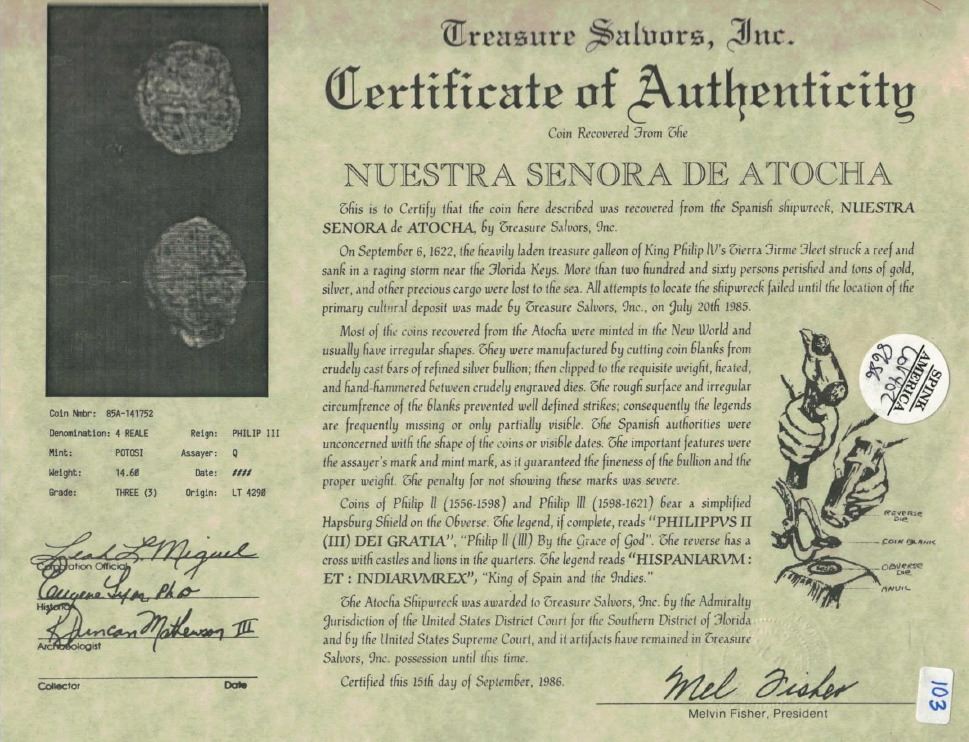 Treasure Salvors, Inc.
Certificate of Authenticity
Coin Recovered From The
NUESTRA SENORA DE ATOCHA
This is to Certify that the coin here described was recovered from the Spanish shipwreck, NUESTRA
SENORA de ATOCHA, by Treasure Salvors, Inc.
On September 6, 1622, the heavily laden treasure galleon of King Philip IV's Tierra Firme Fleet struck a reef and
sank in a raging storm near the Florida Keys. More than two hundred and sixty persons perished and tons of gold,
silver, and other precious cargo were lost to the sea. All attempts to locate the shipwreck failed until the location of the
primary cultural deposit was made by Treasure Salvors, Inc., on July 20th 1985.
Most of the coins recovered from the Atocha were minted in the New World and
usually have irregular shapes. They were manufactured by cutting coin blanks from
crudely cast bars of refined silver bullion; then clipped to the requisite weight, heated,
and hand-hammered between crudely engraved dies. The rough surface and irregular
circumfrence of the blanks prevented well defined strikes; consequently the legends
are frequently missing or only partially visible. The Spanish authorities were
unconcerned with the shape of the coins or visible dates. The important features were
the assayer's mark and mint mark, as it guaranteed the fineness of the bullion and the
proper weight. The penalty for not showing these marks was severe.
Coins of Philip II (1556-1598) and Philip III (1598-1621) bear a simplified
Hapsburg Shield on the Obverse. The legend, if complete, reads "PHILIPPVS II
(III) DEI GRATIA", "Philip II (III) By the Grace of God". The reverse has a
cross with castles and lions in the quarters. The legend reads "HISPANIARVM :
ET : INDIARVMREX", "King of Spain and the Indies."
The Atocha Shipwreck was awarded to Treasure Salvors, Inc. by the Admiralty
Jurisdiction of the United States District Court for the Southern District of Florida
and by the United States Supreme Court, and it artifacts have remained in Treasure
Salvors, Inc. possession until this time.
Certified this 15th day of September, 1986.
Mel Fisher
Melvin Fisher, President
Coin Nmbr: 85A-141752
Denomination: 4 REALE Reign: PHILIP III
Mint: POTOSI Assayer: Q
Weight: 14.60 Date: ####
Grade: THREE (3) Origin: LT 4290
Leah L Miguel
Corporation Official
Eugene Lyon PhD
Historian
R Duncan Mathewson III
Archaeologist
Collector Date
REVERSE
DIE
COIN BLANK
OBVERSE
DIE
ANVIL
SPINK
AMERICA
103